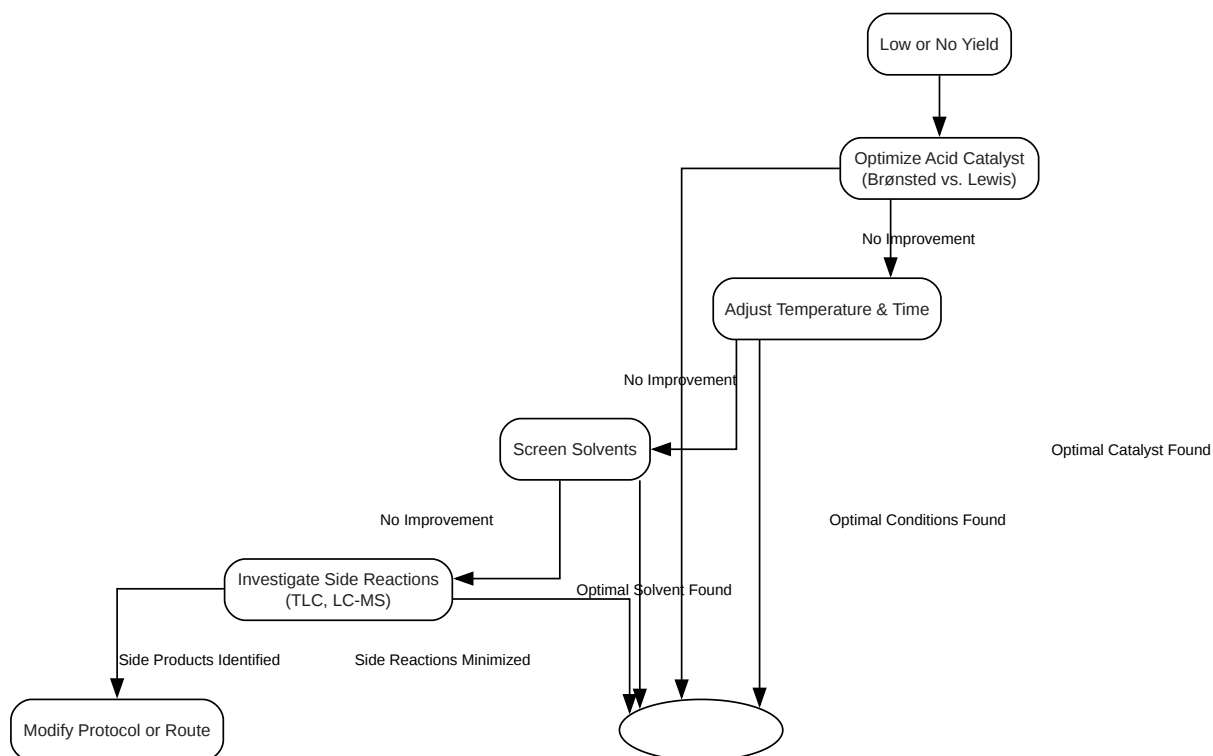 Low or No Yield
Optimize Acid Catalyst
(Brønsted vs. Lewis)
No Improvement
Adjust Temperature & Time
No Improvement
Screen Solvents
Optimal Catalyst Found
No Improvement
Optimal Conditions Found
Investigate Side Reactions
(TLC, LC-MS)
Optimal Solvent Found
Side Products Identified
Side Reactions Minimized
Modify Protocol or Route